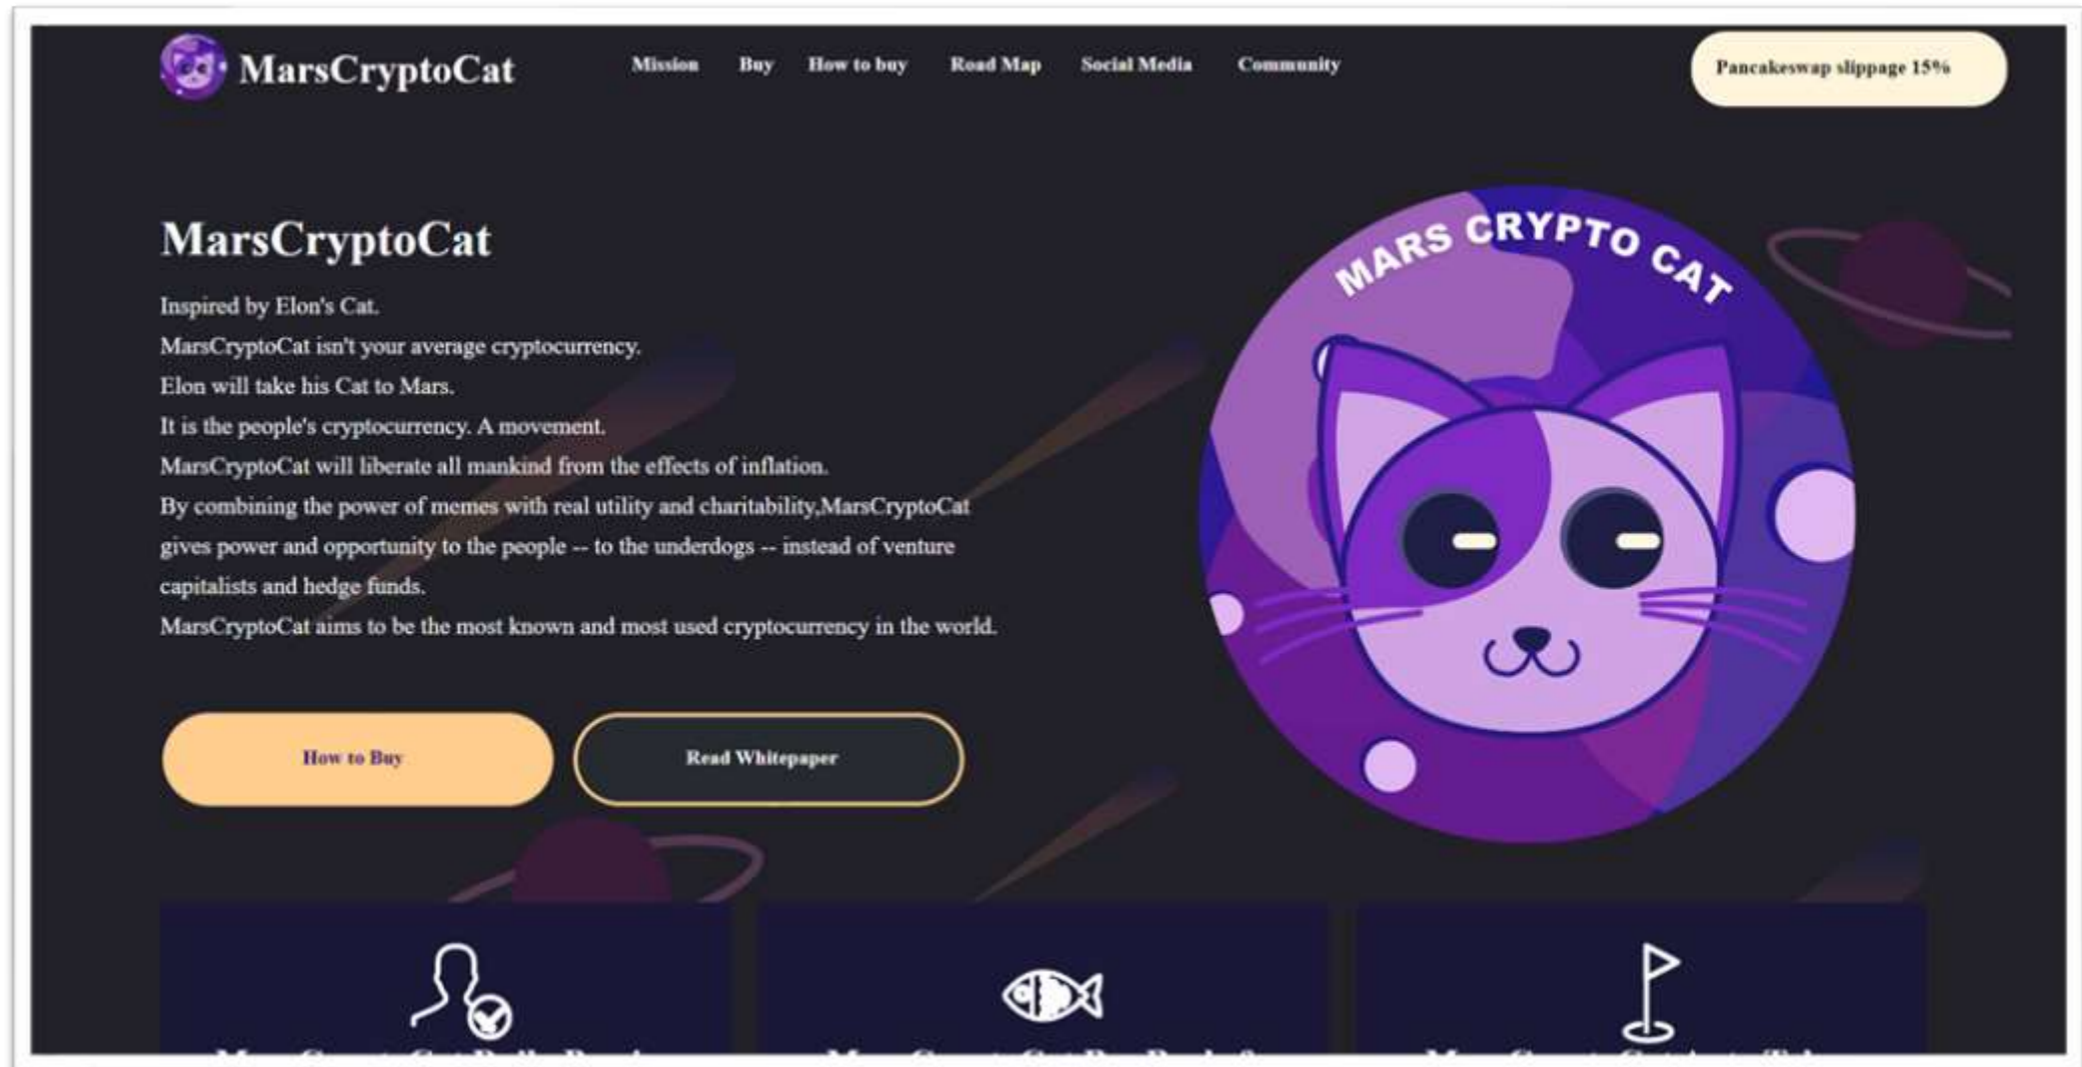 MarsCryptoCat
Mission Buy How to buy Road Map Social Media Community
Pancakeswap slippage 15%
MARS CRYPTO CAT
MarsCryptoCat
Inspired by Elon's Cat.
MarsCryptoCat isn't your average cryptocurrency.
Elon will take his Cat to Mars.
It is the people's cryptocurrency. A movement.
MarsCryptoCat will liberate all mankind from the effects of inflation.
By combining the power of memes with real utility and charitability,MarsCryptoCat
gives power and opportunity to the people -- to the underdogs -- instead of venture
capitalists and hedge funds.
MarsCryptoCat aims to be the most known and most used cryptocurrency in the world.
How to Buy
Read Whitepaper